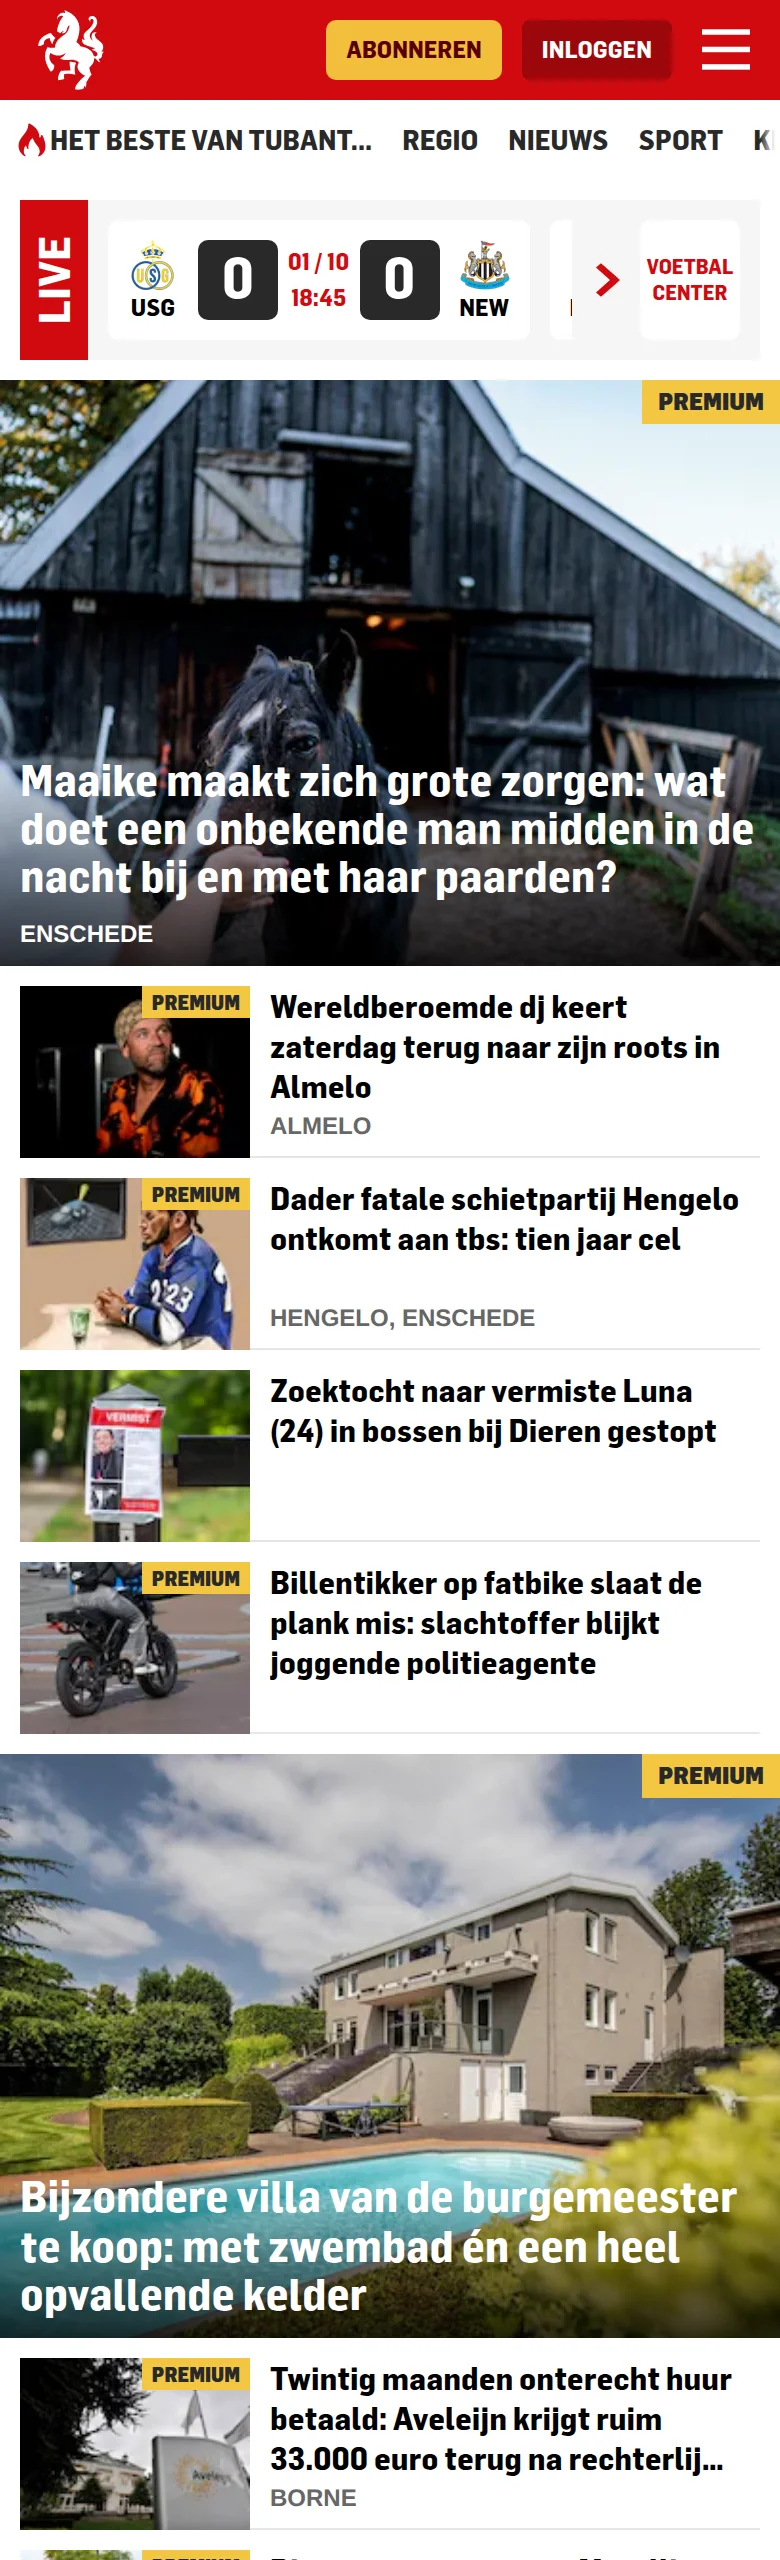 ABONNEREN
INLOGGEN
HET BESTE VAN TUBANT...
REGIO
NIEUWS
SPORT
LIVE
USG
0
01 / 10
18:45
0
NEW
VOETBAL
CENTER
PREMIUM
Maaike maakt zich grote zorgen: wat
doet een onbekende man midden in de
nacht bij en met haar paarden?
ENSCHEDE
PREMIUM
Wereldberoemde dj keert
zaterdag terug naar zijn roots in
Almelo
ALMELO
PREMIUM
Dader fatale schietpartij Hengelo
ontkomt aan tbs: tien jaar cel
HENGELO, ENSCHEDE
VERMIST
Zoektocht naar vermiste Luna
(24) in bossen bij Dieren gestopt
PREMIUM
Billentikker op fatbike slaat de
plank mis: slachtoffer blijkt
joggende politieagente
PREMIUM
Bijzondere villa van de burgemeester
te koop: met zwembad én een heel
opvallende kelder
PREMIUM
Aveleijn
Twintig maanden onterecht huur
betaald: Aveleijn krijgt ruim
33.000 euro terug na rechterlij...
BORNE